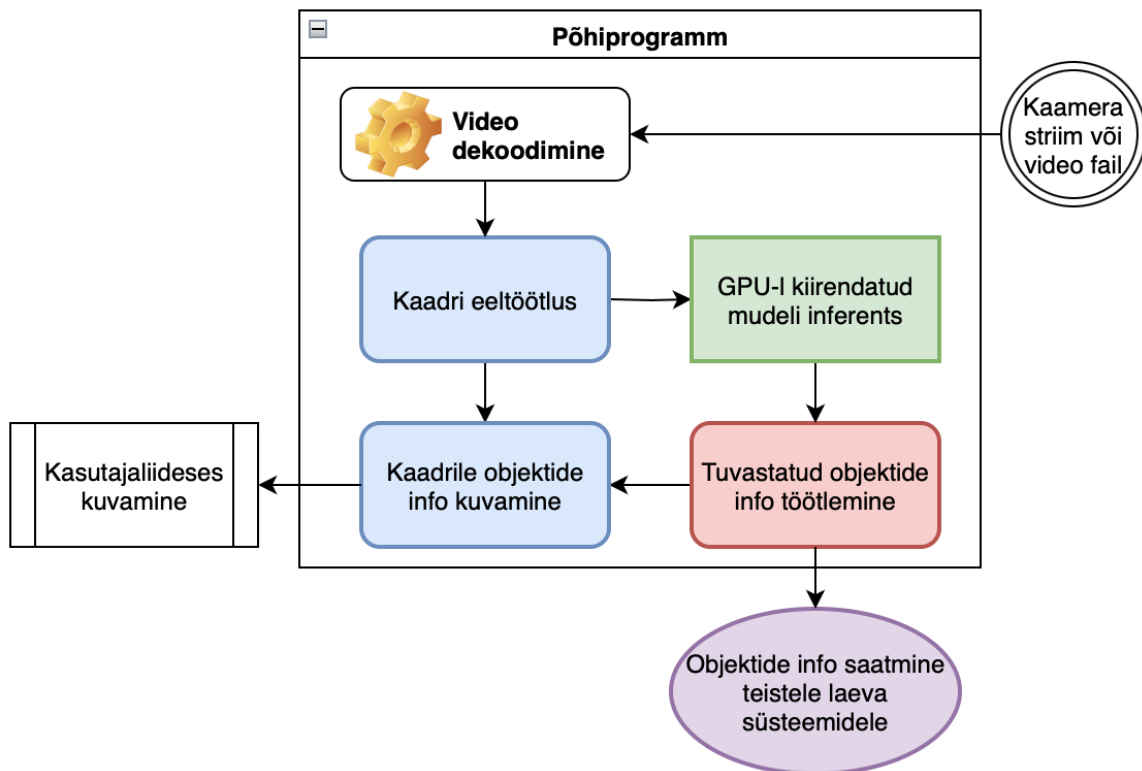 Põhiprogramm
Kaamera
striim või
video fail
Video
dekoodimine
Kaadri eeltöötlus
GPU-l kiirendatud
mudeli inferents
Kasutajaliideses
kuvamine
Kaadrile objektide
info kuvamine
Tuvastatud objektide
info töötlemine
Objektide info saatmine
teistele laeva
süsteemidele